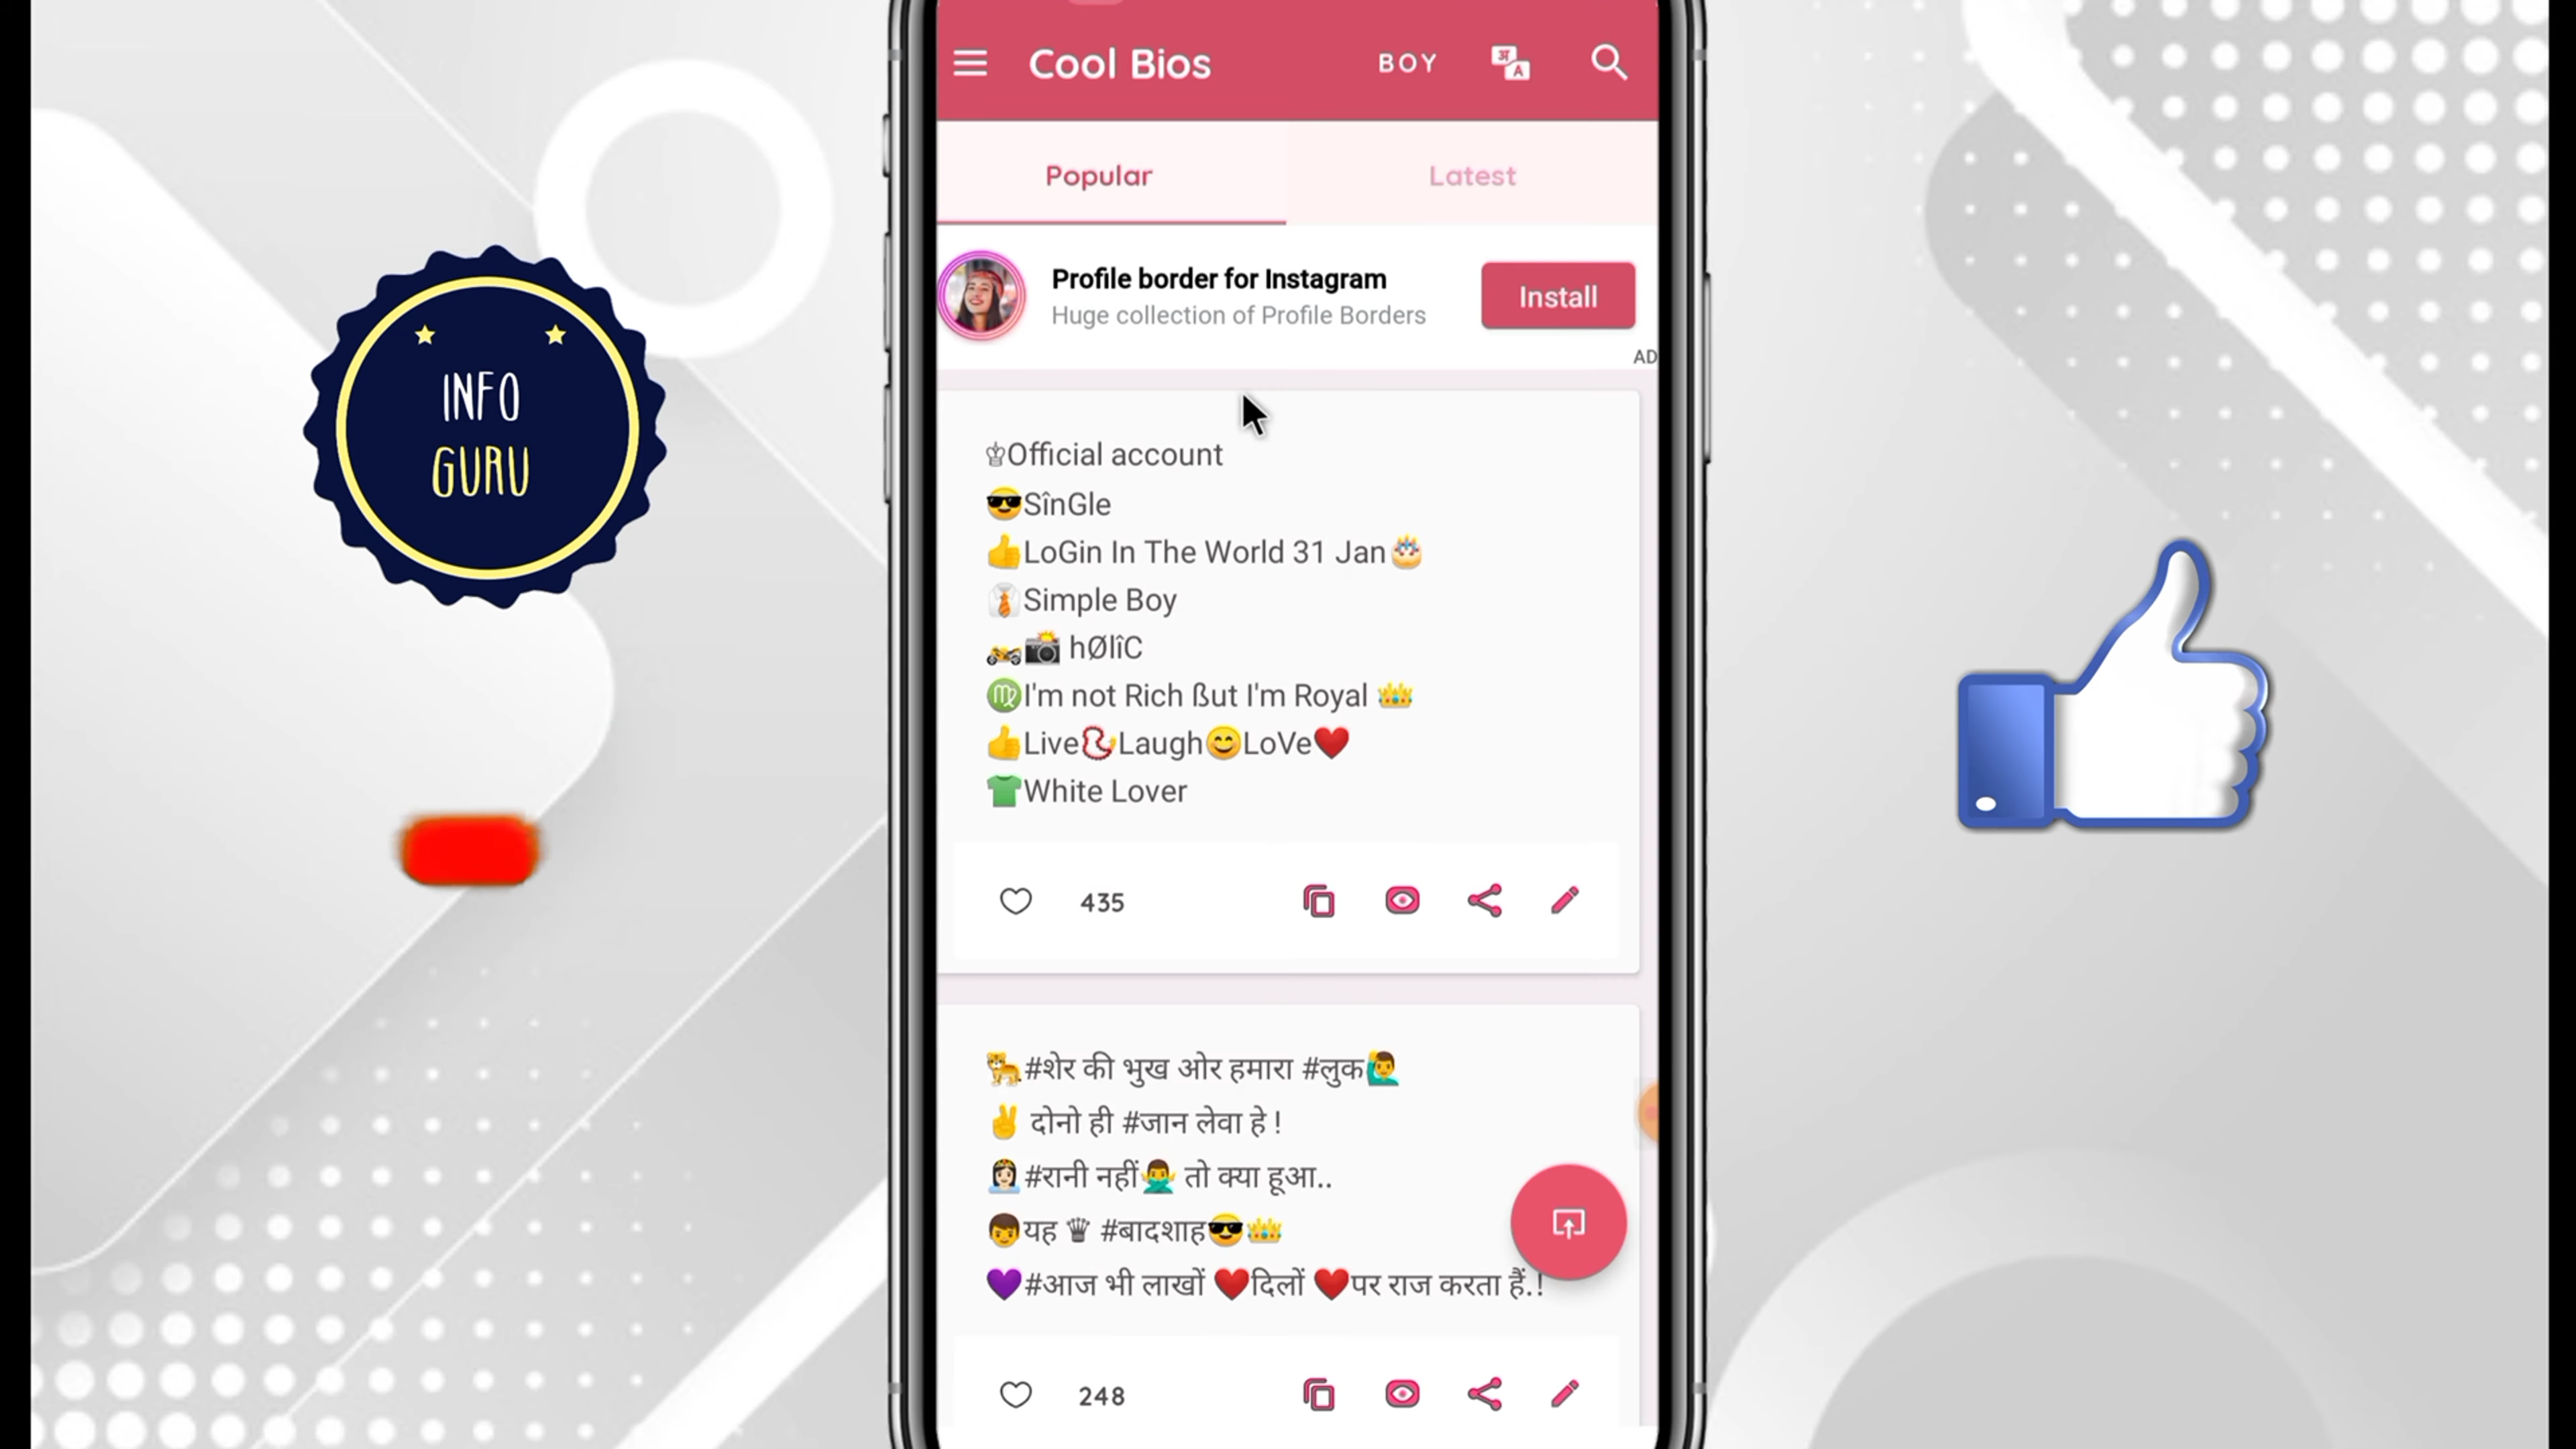 INFO
GURU
Cool Bios
BOY
अ
A
Popular
Latest
Profile border for Instagram
Huge collection of Profile Borders
Install
AD
♔Official account
😎SînGle
👍LoGin In The World 31 Jan🎂
👔Simple Boy
🏍️📸 hØlîC
♍I'm not Rich ßut I'm Royal 👑
👍Live📿Laugh😊LoVe❤️
👕White Lover
435
🐅#शेर की भुख ओर हमारा #लुक🙋‍♂️
✌️ दोनो ही #जान लेवा हे !
👸#रानी नहीं🙅‍♂️ तो क्या हूआ..
👦यह ♛ #बादशाह😎👑
💜#आज भी लाखों ❤️दिलों ❤️पर राज करता हैं.!
248